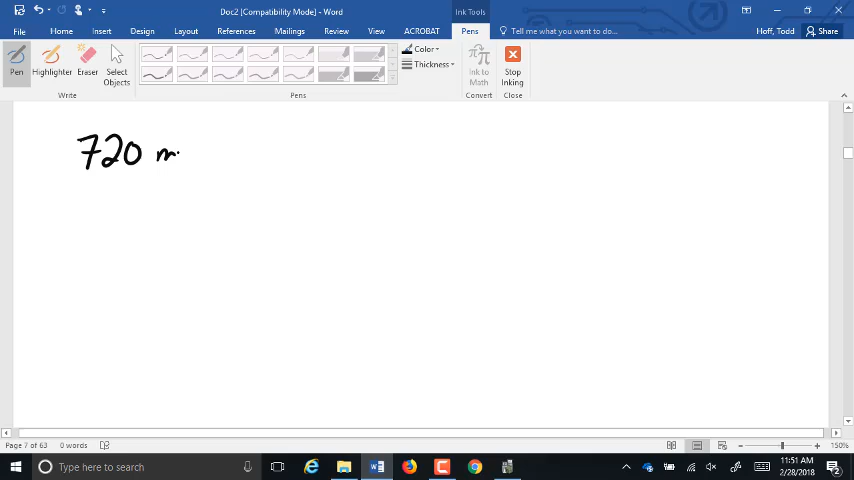 Doc2 [Compatibility Mode] - Word
Ink Tools
Hoff, Todd
Share
File
Home
Insert
Design
Layout
References
Mailings
Review
View
ACROBAT
Pens
Tell me what you want to do...
Pen
Highlighter
Eraser
Select
Objects
Color
Thickness
Ink to
Math
Stop
Inking
Write
Pens
Convert
Close
720 m
Page 7 of 63
0 words
150%
Type here to search
11:51 AM
2/28/2018
2